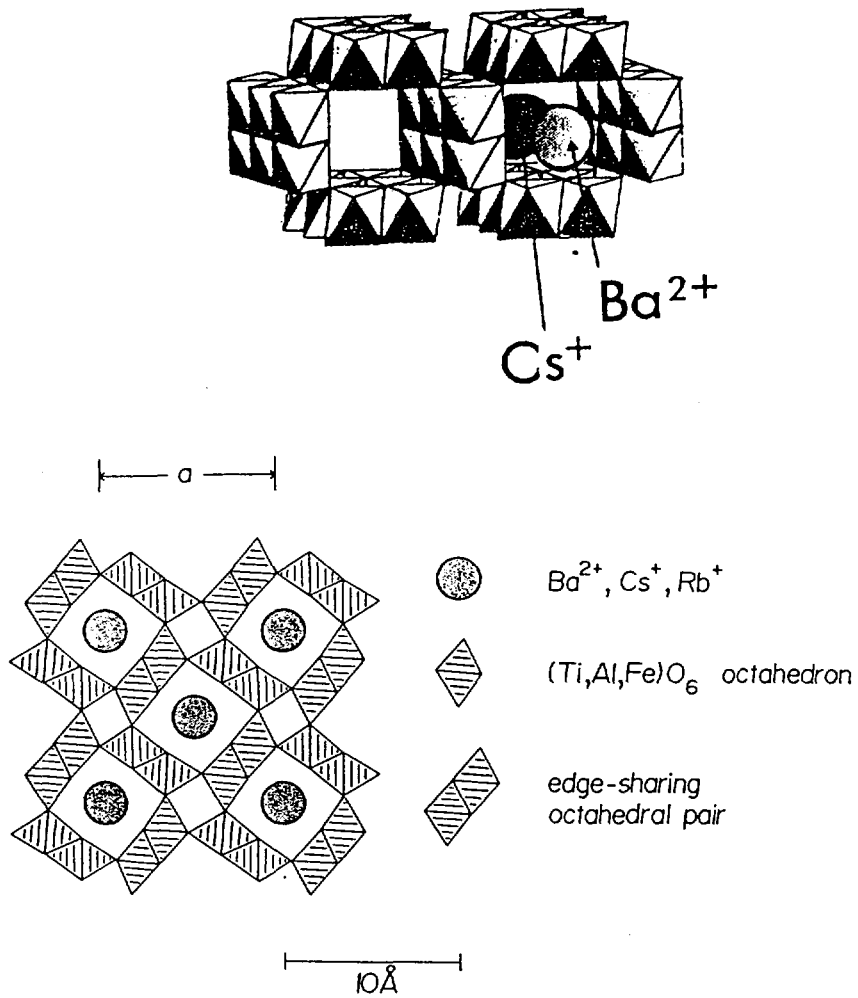 Ba²⁺
Cs⁺
a
Ba²⁺, Cs⁺, Rb⁺
(Ti,Al,Fe)O₆ octahedron
edge-sharing
octahedral pair
10Å